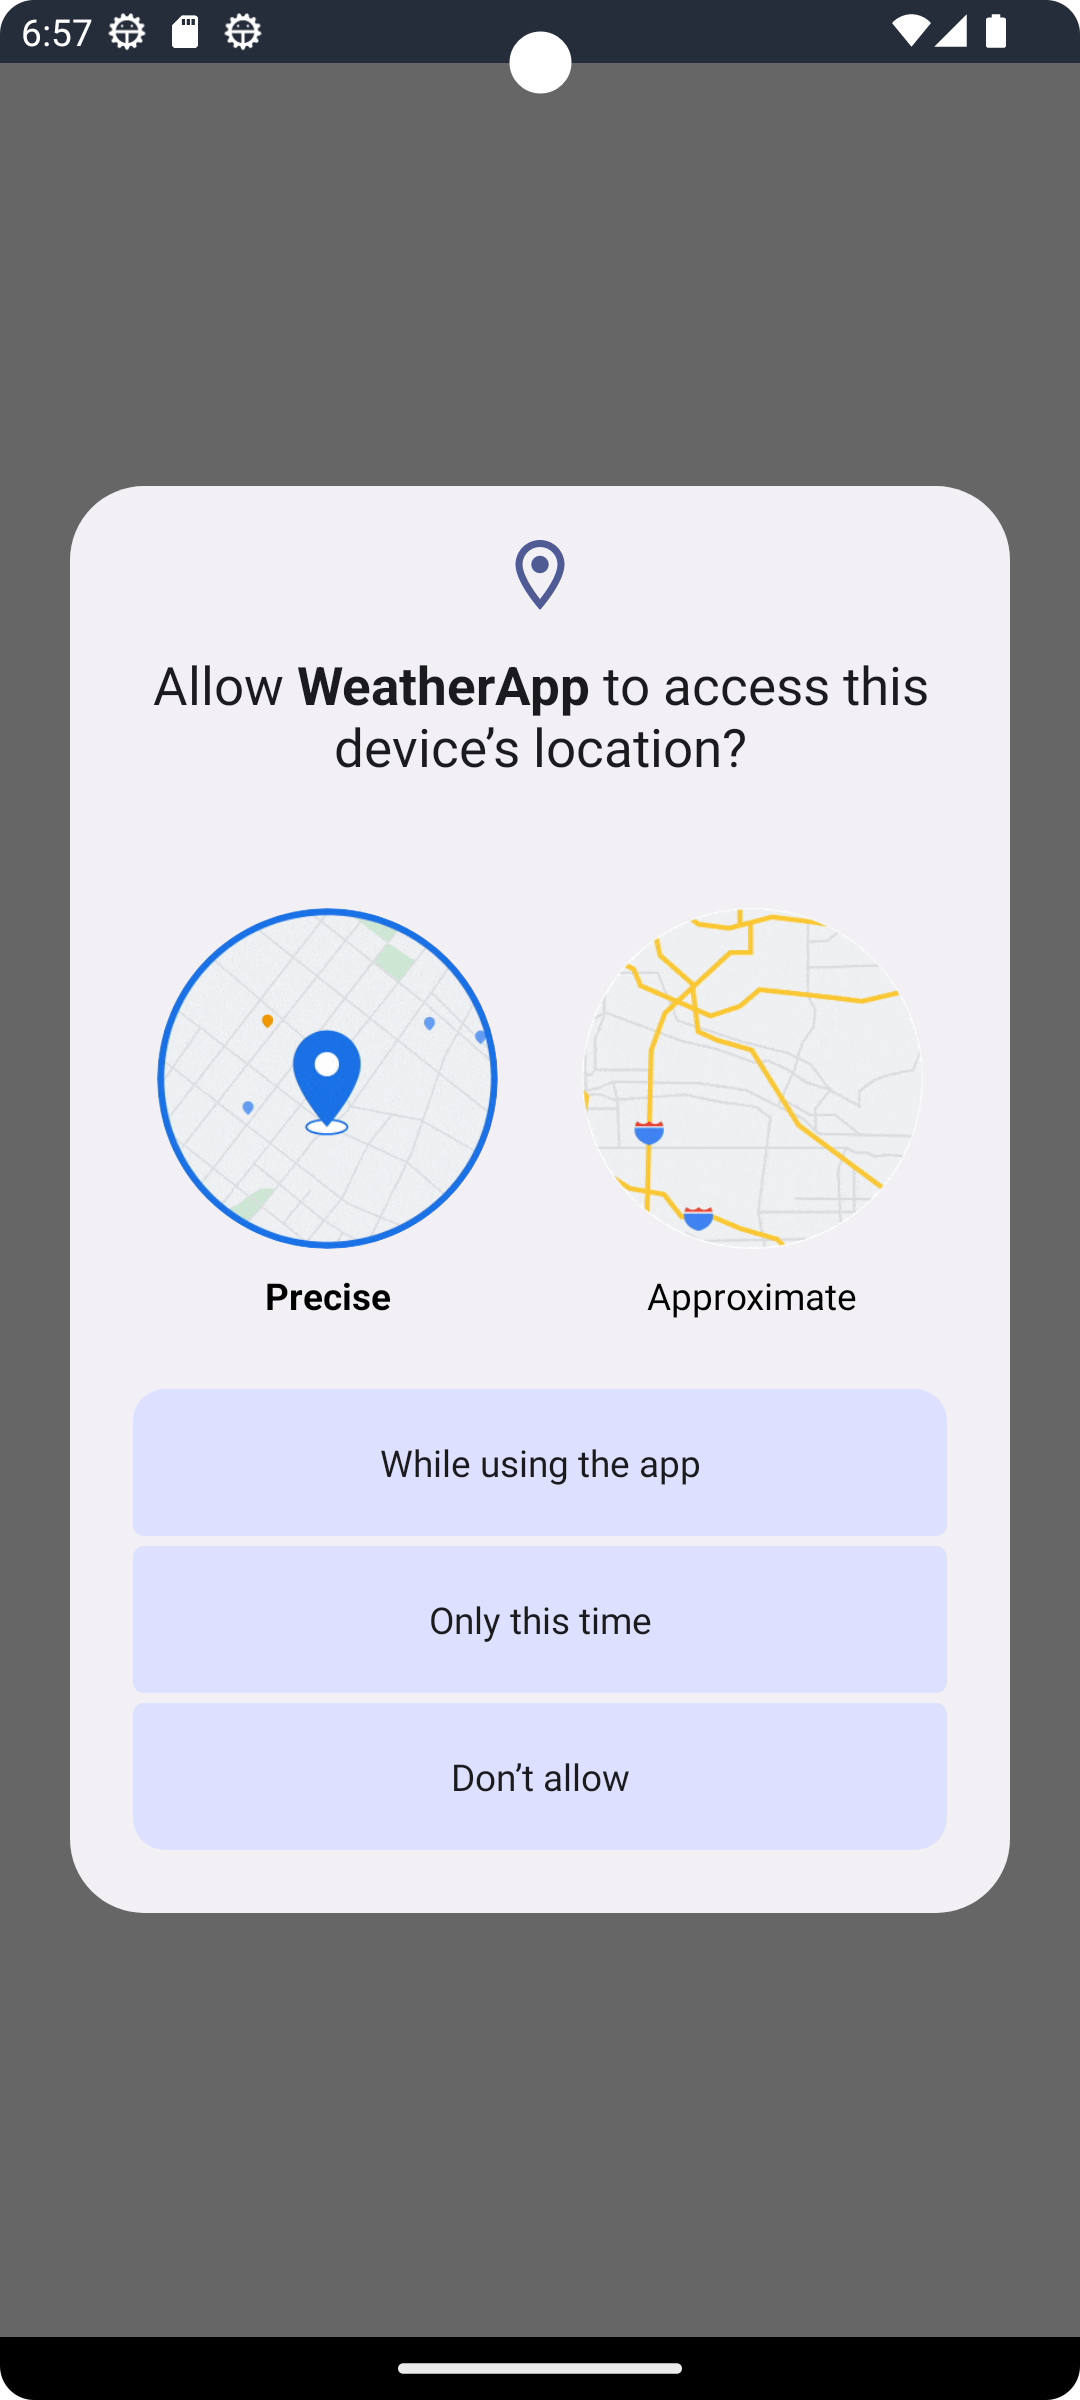 6:57
Allow WeatherApp to access this
device’s location?
Precise
Approximate
While using the app
Only this time
Don’t allow